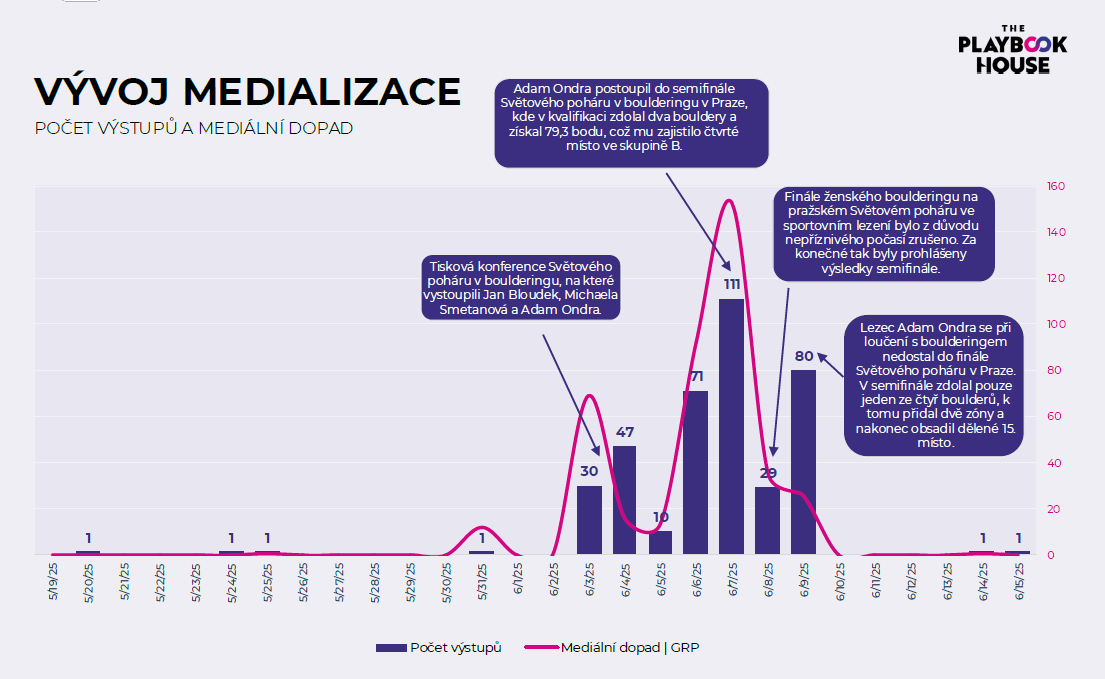 THE
PLAYBOOK
HOUSE
VÝVOJ MEDIALIZACE
POČET VÝSTUPŮ A MEDIÁLNÍ DOPAD
Adam Ondra postoupil do semifinále
Světového poháru v boulderingu v Praze,
kde v kvalifikaci zdolal dva bouldery a
získal 79,3 bodu, což mu zajistilo čtvrté
místo ve skupině B.
Finále ženského boulderingu na
pražském Světovém poháru ve
sportovním lezení bylo z důvodu
nepříznivého počasí zrušeno. Za
konečné tak byly prohlášeny
výsledky semifinále.
Tisková konference Světového
poháru v boulderingu, na které
vystoupili Jan Bloudek, Michaela
Smetanová a Adam Ondra.
Lezec Adam Ondra se při
loučení s boulderingem
nedostal do finále
Světového poháru v Praze.
V semifinále zdolal pouze
jeden ze čtyř boulderů, k
tomu přidal dvě zóny a
nakonec obsadil dělené 15.
místo.
1
1
1
1
30
47
10
71
111
29
80
1
1
160
140
120
100
80
60
40
20
0
5/19/25
5/20/25
5/21/25
5/22/25
5/23/25
5/24/25
5/25/25
5/26/25
5/27/25
5/28/25
5/29/25
5/30/25
5/31/25
6/1/25
6/2/25
6/3/25
6/4/25
6/5/25
6/6/25
6/7/25
6/8/25
6/9/25
6/10/25
6/11/25
6/12/25
6/13/25
6/14/25
6/15/25
Počet výstupů
Mediální dopad | GRP